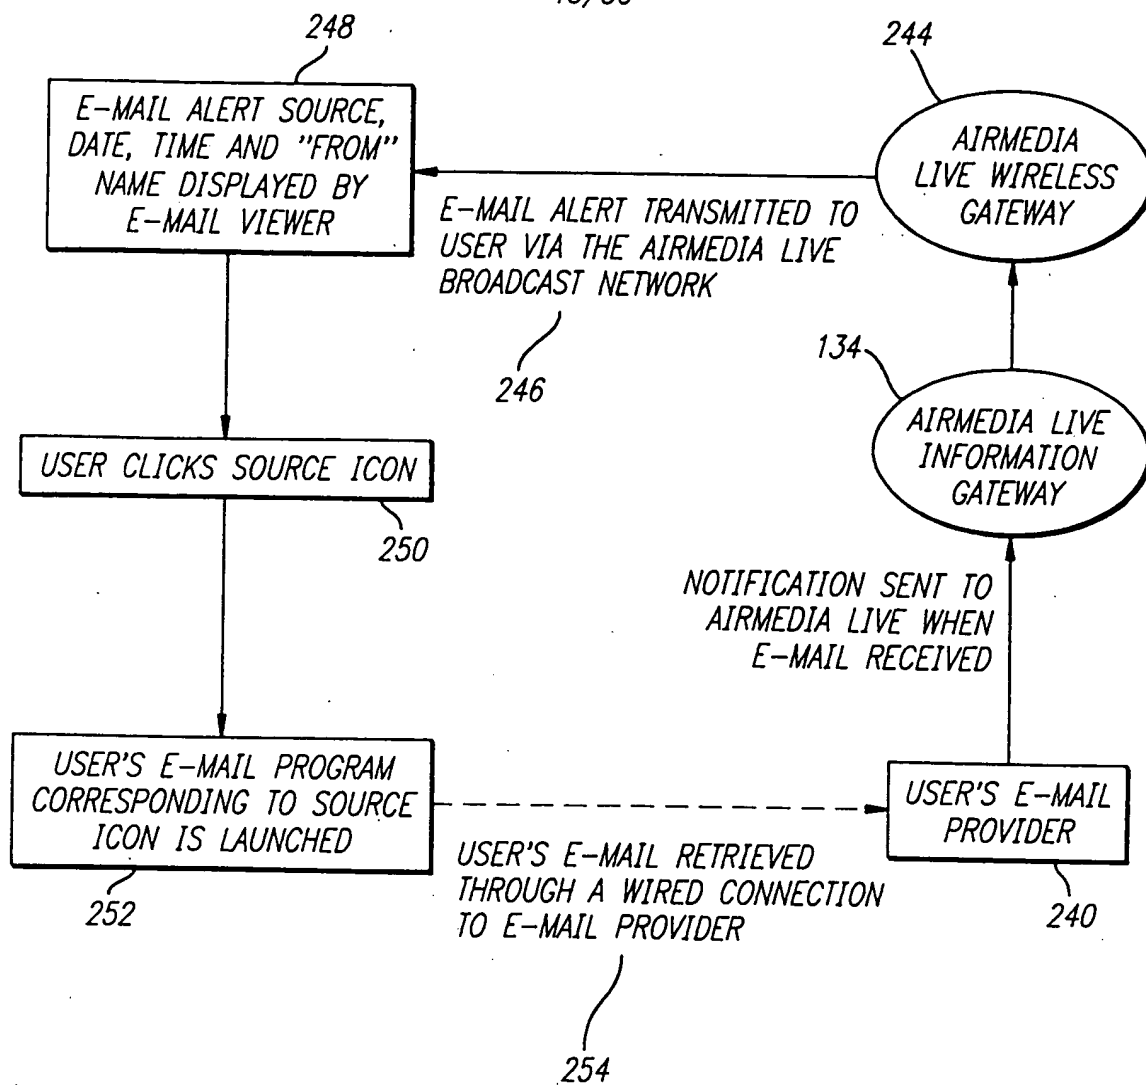 248
244
E-MAIL ALERT SOURCE,
DATE, TIME AND "FROM"
NAME DISPLAYED BY
E-MAIL VIEWER
AIRMEDIA
LIVE WIRELESS
GATEWAY
E-MAIL ALERT TRANSMITTED TO
USER VIA THE AIRMEDIA LIVE
BROADCAST NETWORK
246
134
AIRMEDIA LIVE
INFORMATION
GATEWAY
USER CLICKS SOURCE ICON
250
NOTIFICATION SENT TO
AIRMEDIA LIVE WHEN
E-MAIL RECEIVED
USER'S E-MAIL PROGRAM
CORRESPONDING TO SOURCE
ICON IS LAUNCHED
252
USER'S E-MAIL
PROVIDER
240
USER'S E-MAIL RETRIEVED
THROUGH A WIRED CONNECTION
TO E-MAIL PROVIDER
254